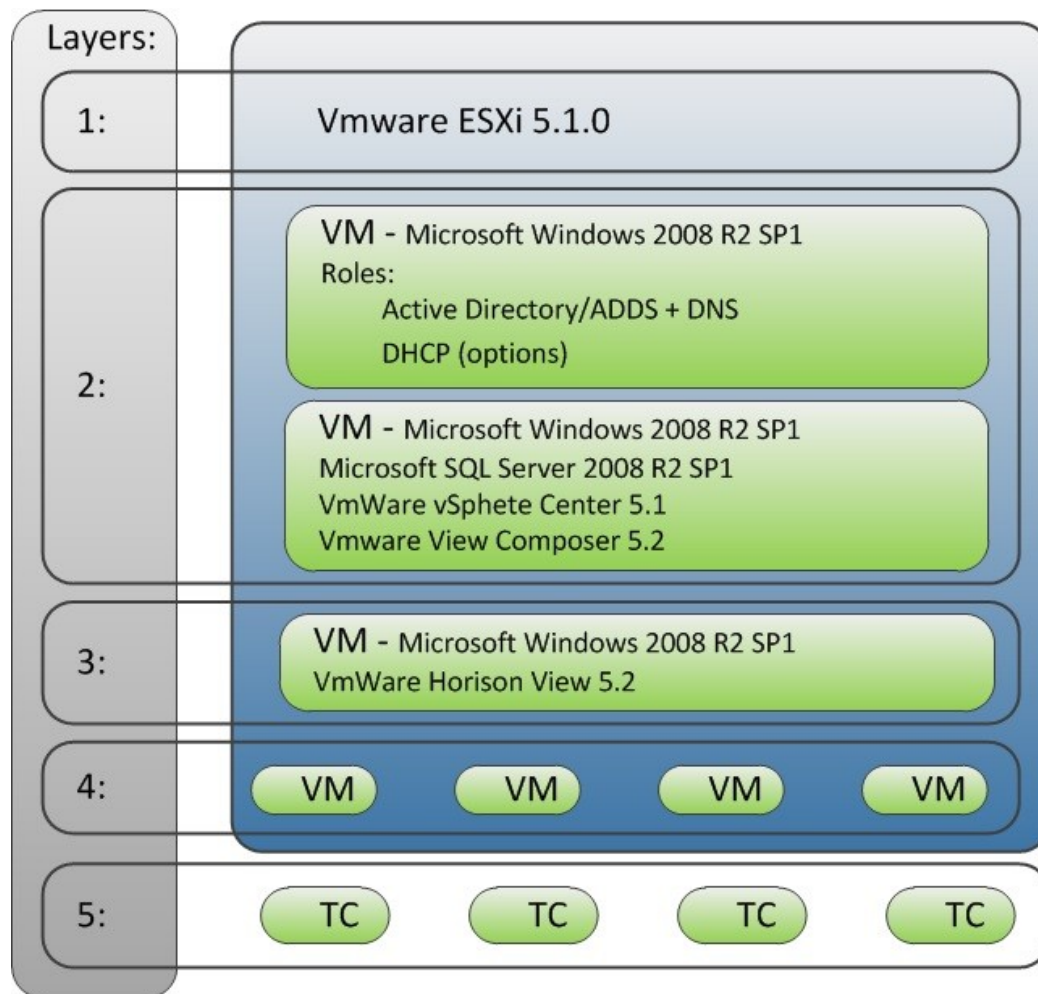 Layers:
1:
Vmware ESXi 5.1.0
2:
VM - Microsoft Windows 2008 R2 SP1
Roles:
Active Directory/ADDS + DNS
DHCP (options)
VM - Microsoft Windows 2008 R2 SP1
Microsoft SQL Server 2008 R2 SP1
VmWare vSphete Center 5.1
Vmware View Composer 5.2
3:
VM - Microsoft Windows 2008 R2 SP1
VmWare Horison View 5.2
4:
VM VM VM VM
5:
TC TC TC TC